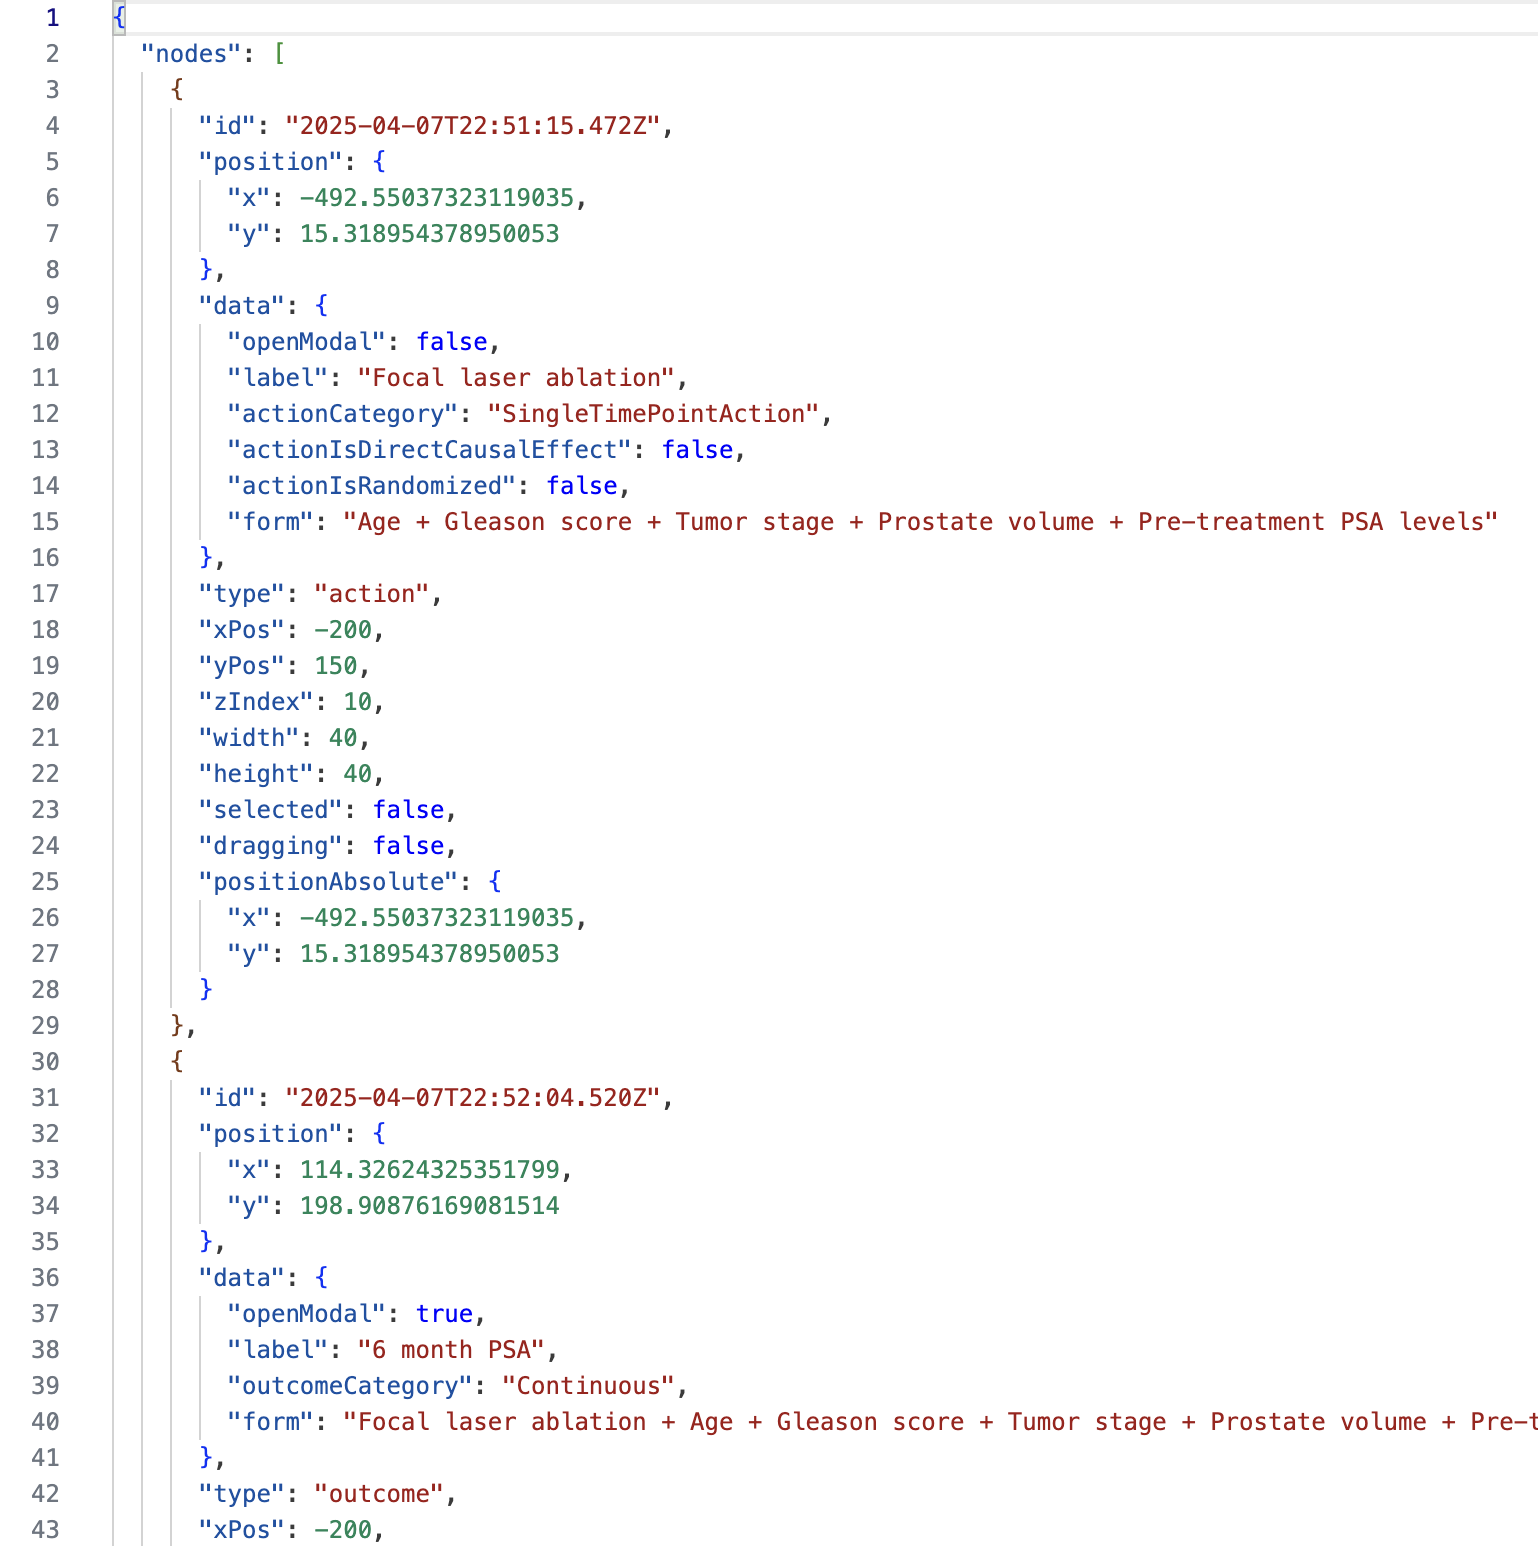 1 {
2 "nodes": [
3 {
4 "id": "2025-04-07T22:51:15.472Z",
5 "position": {
6 "x": -492.55037323119035,
7 "y": 15.318954378950053
8 },
9 "data": {
10 "openModal": false,
11 "label": "Focal laser ablation",
12 "actionCategory": "SingleTimePointAction",
13 "actionIsDirectCausalEffect": false,
14 "actionIsRandomized": false,
15 "form": "Age + Gleason score + Tumor stage + Prostate volume + Pre-treatment PSA levels"
16 },
17 "type": "action",
18 "xPos": -200,
19 "yPos": 150,
20 "zIndex": 10,
21 "width": 40,
22 "height": 40,
23 "selected": false,
24 "dragging": false,
25 "positionAbsolute": {
26 "x": -492.55037323119035,
27 "y": 15.318954378950053
28 }
29 },
30 {
31 "id": "2025-04-07T22:52:04.520Z",
32 "position": {
33 "x": 114.32624325351799,
34 "y": 198.90876169081514
35 },
36 "data": {
37 "openModal": true,
38 "label": "6 month PSA",
39 "outcomeCategory": "Continuous",
40 "form": "Focal laser ablation + Age + Gleason score + Tumor stage + Prostate volume + Pre-t
41 },
42 "type": "outcome",
43 "xPos": -200,